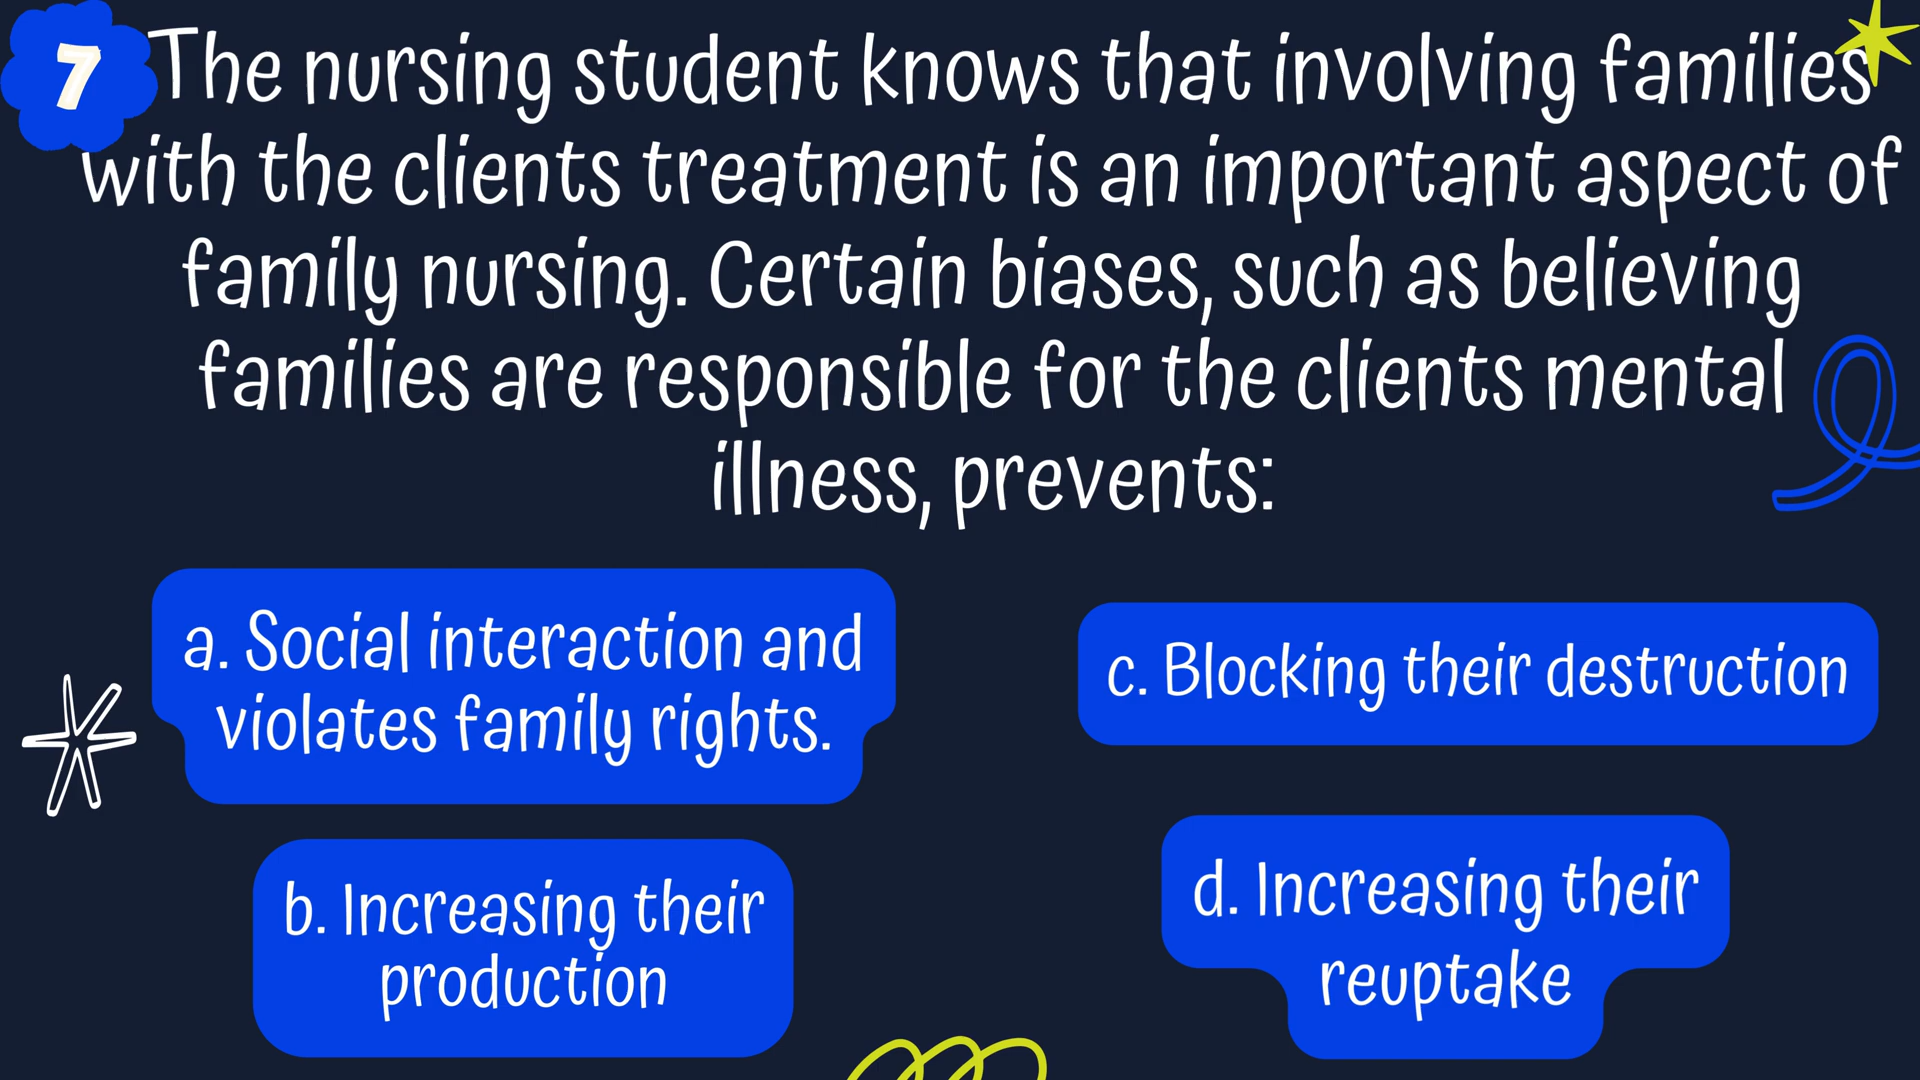 7
The nursing student knows that involving families
with the clients treatment is an important aspect of
family nursing. Certain biases, such as believing
families are responsible for the clients mental
illness, prevents:
a. Social interaction and
violates family rights.
b. Increasing their
production
c. Blocking their destruction
d. Increasing their
reuptake